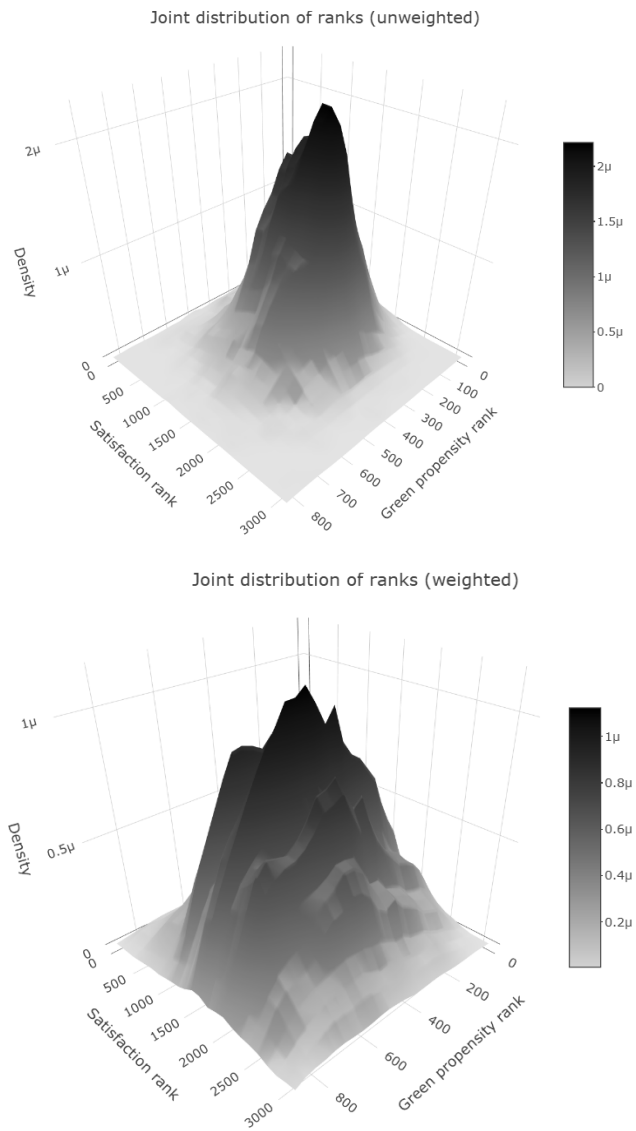 Joint distribution of ranks (unweighted)
2µ
1µ
Density
0
0
500
1000
1500
2000
2500
3000
Satisfaction rank
0
100
200
300
400
500
600
700
800
Green propensity rank
2µ
1.5µ
1µ
0.5µ
0
Joint distribution of ranks (weighted)
1µ
0.5µ
Density
0
0
500
1000
1500
2000
2500
3000
Satisfaction rank
0
200
400
600
800
Green propensity rank
1µ
0.8µ
0.6µ
0.4µ
0.2µ